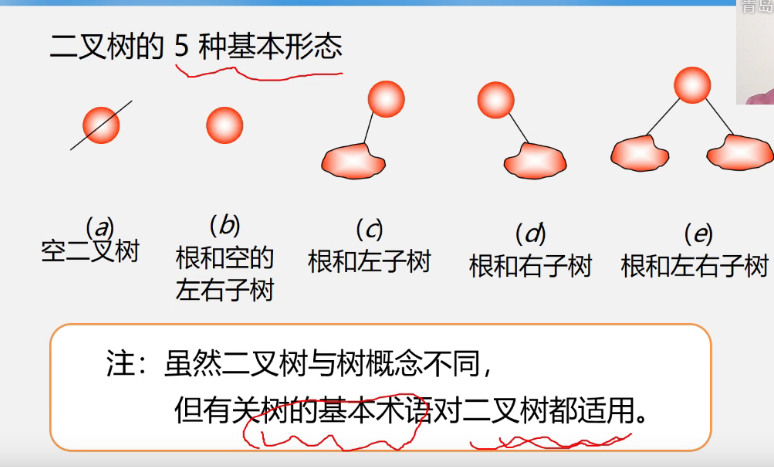 青岛
二叉树的 5 种基本形态
(a)
空二叉树
(b)
根和空的
左右子树
(c)
根和左子树
(d)
根和右子树
(e)
根和左右子树
注：虽然二叉树与树概念不同，
但有关树的基本术语对二叉树都适用。